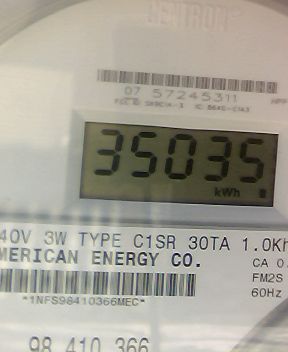 CENTRON
07 57245311
35035
kWh
40V 3W TYPE C1SR 30TA 1.0Kh
MERICAN ENERGY CO.
CA 0.
FM2S
60Hz
*1NFS98410366MEC*
98 410 366